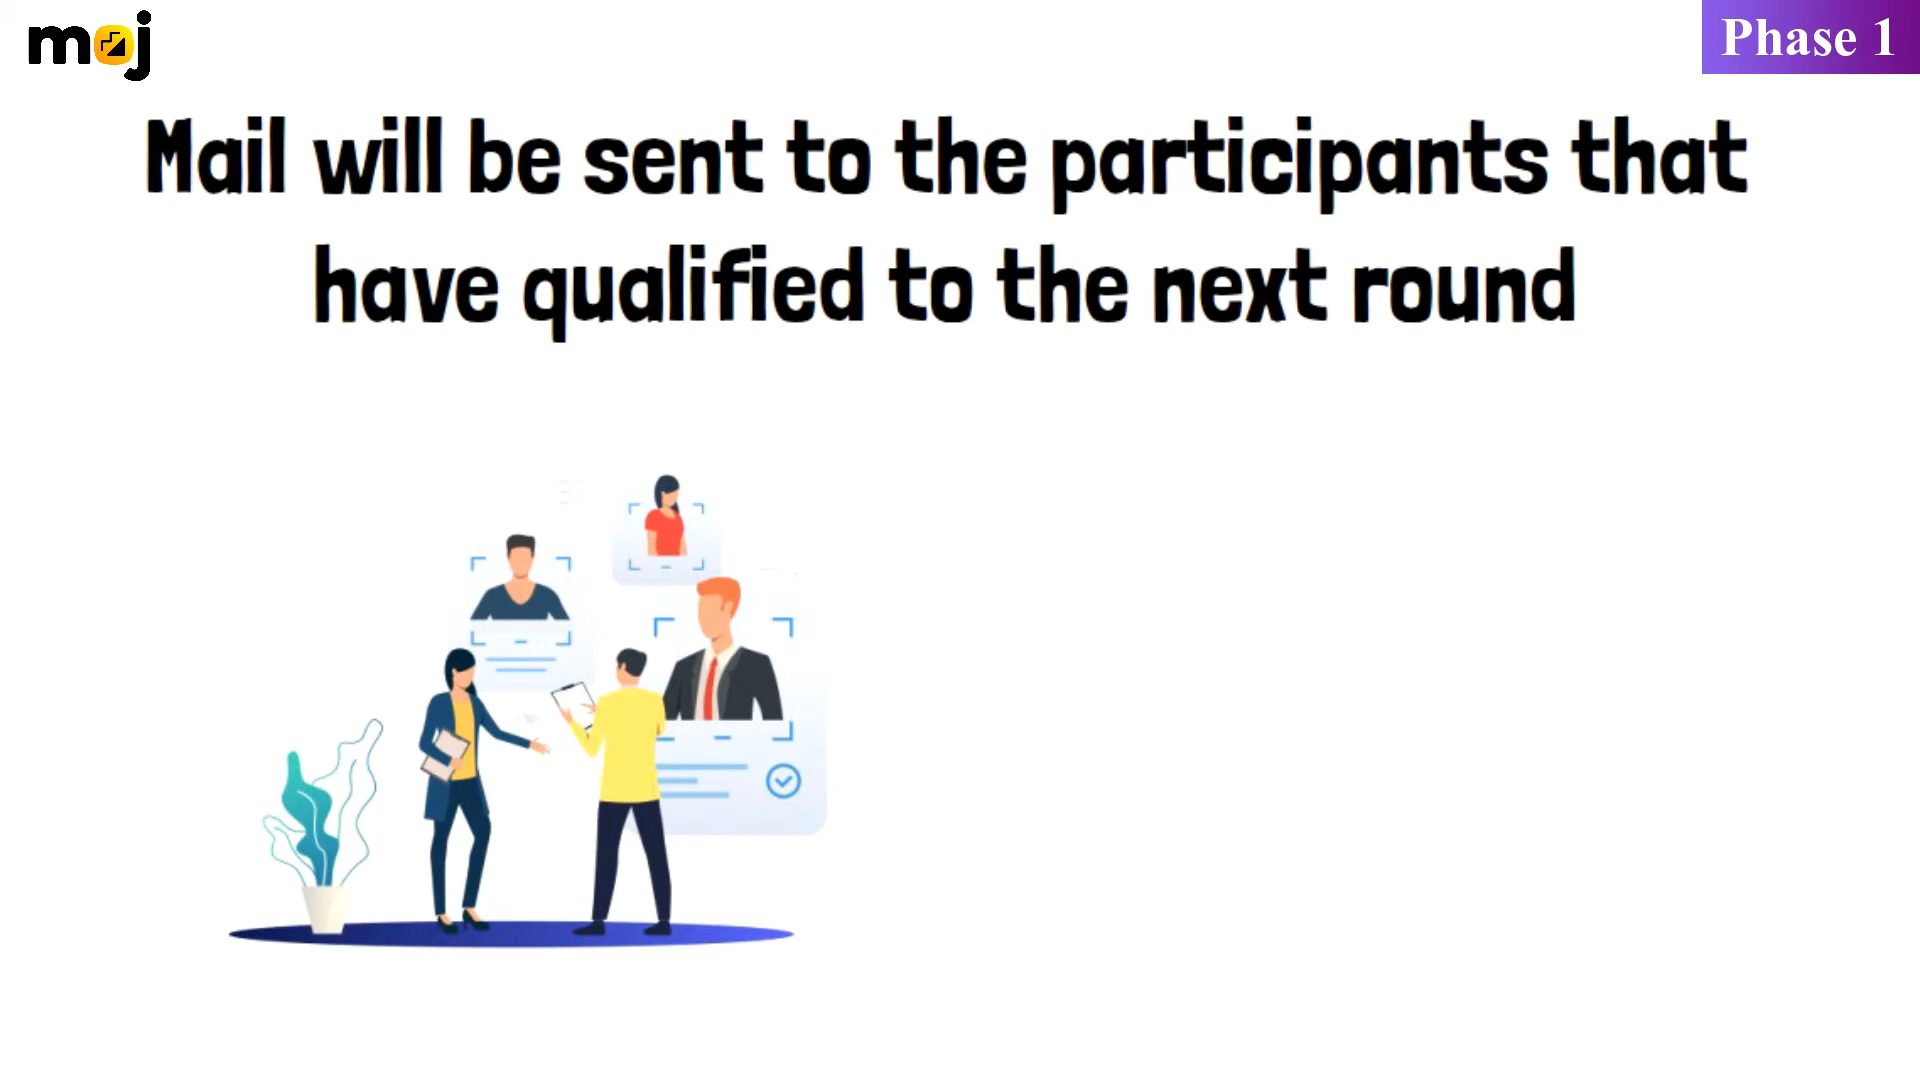 moj
Phase 1
Mail will be sent to the participants that
have qualified to the next round